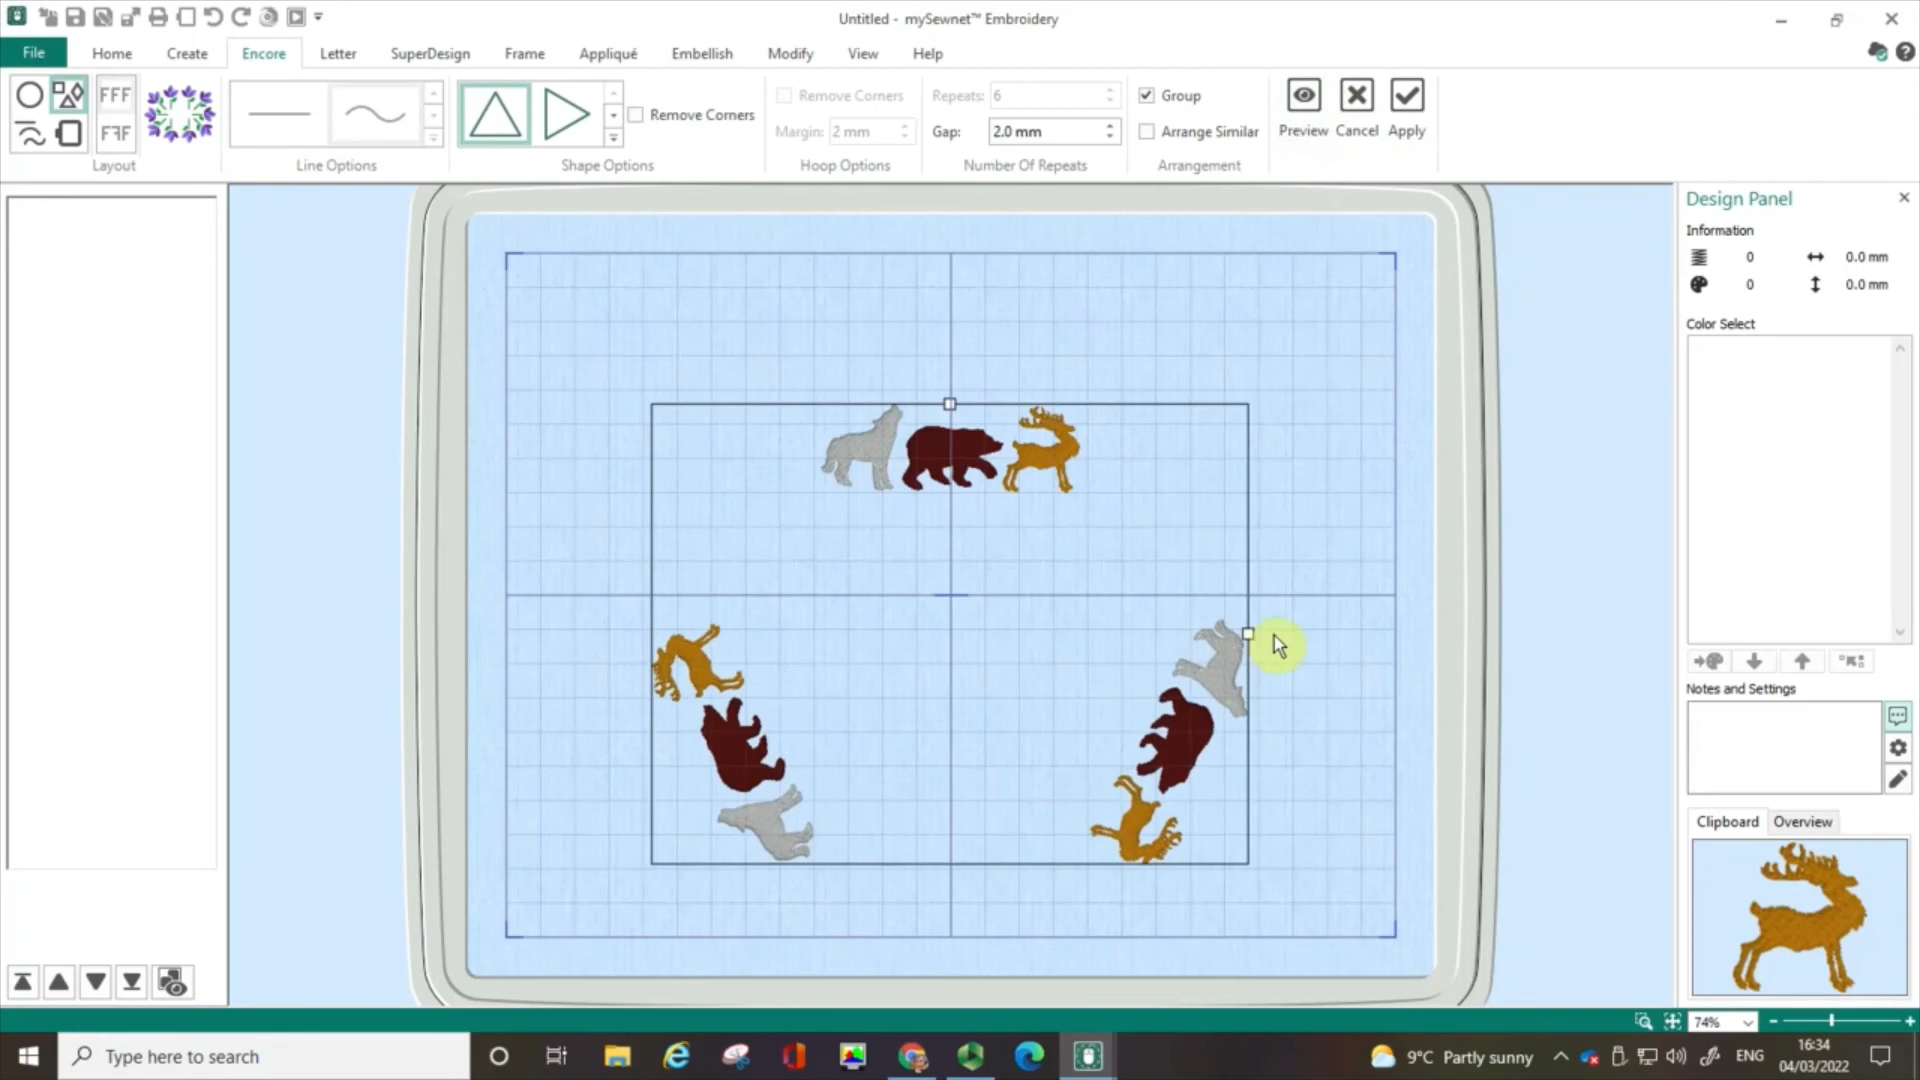 Untitled - mySewnet™ Embroidery
File Home Create Encore Letter SuperDesign Frame Appliqué Embellish Modify View Help
FFF
FFF
Layout
Line Options
Remove Corners
Shape Options
Remove Corners
Margin: 2 mm
Hoop Options
Repeats: 6
Gap: 2.0 mm
Number Of Repeats
Group
Arrange Similar
Arrangement
Preview Cancel Apply
Design Panel
Information
0 0.0 mm
0 0.0 mm
Color Select
Notes and Settings
Clipboard Overview
74%
Type here to search
9°C Partly sunny
ENG
16:34
04/03/2022